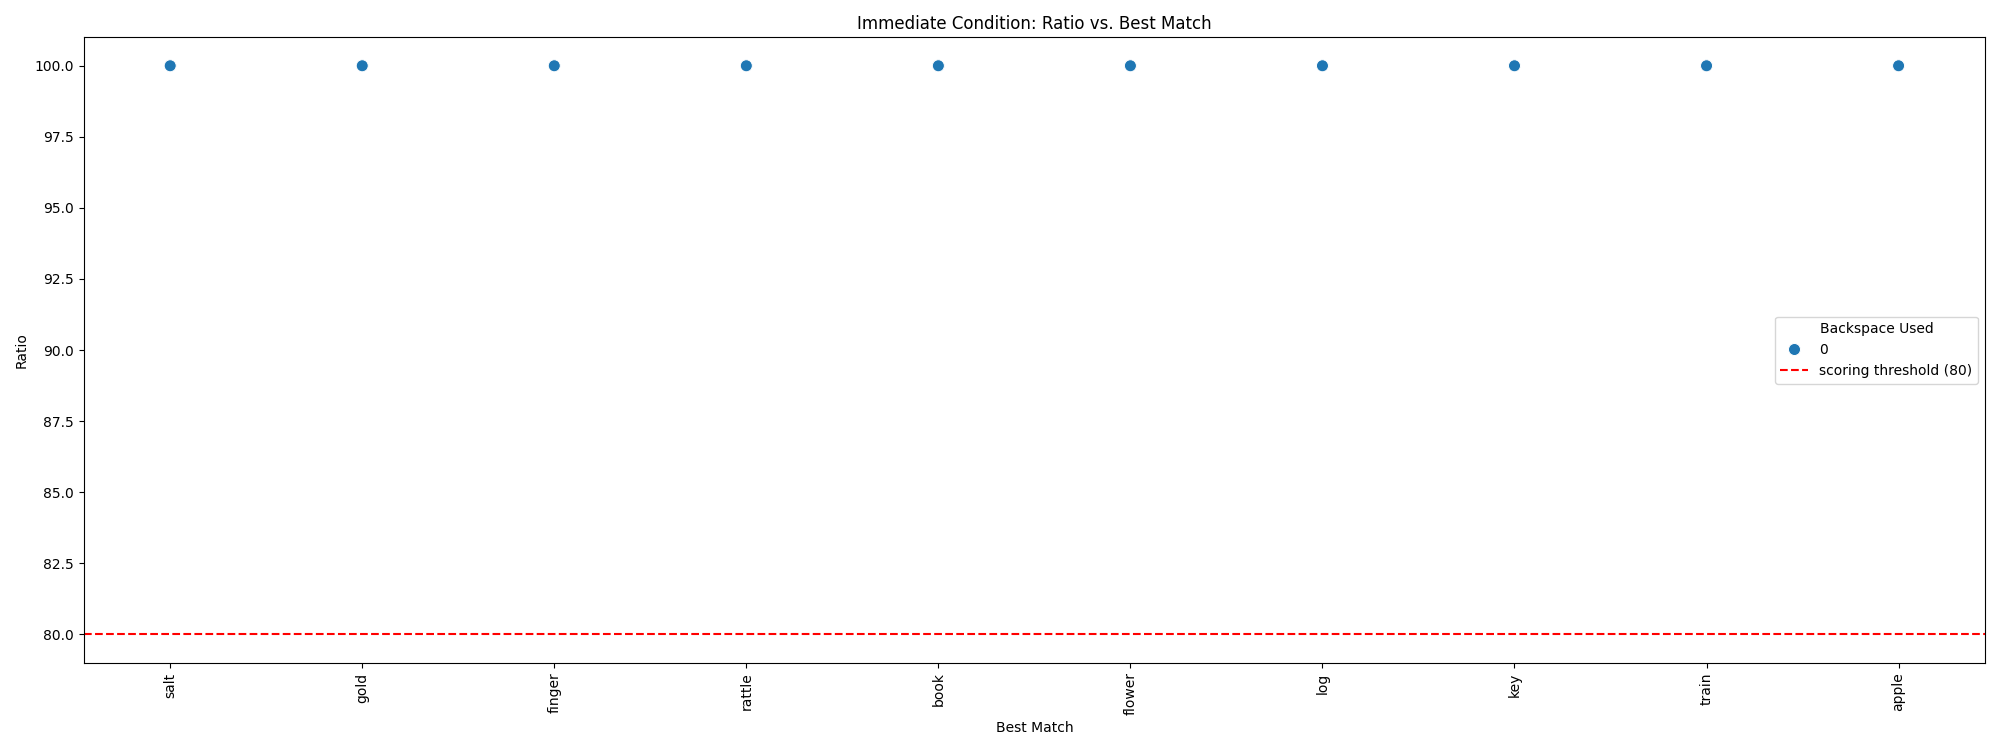 Immediate Condition: Ratio vs. Best Match
100.0
97.5
95.0
92.5
90.0
87.5
85.0
82.5
80.0
Ratio
Backspace Used
0
scoring threshold (80)
salt
gold
finger
rattle
book
flower
log
key
train
apple
Best Match